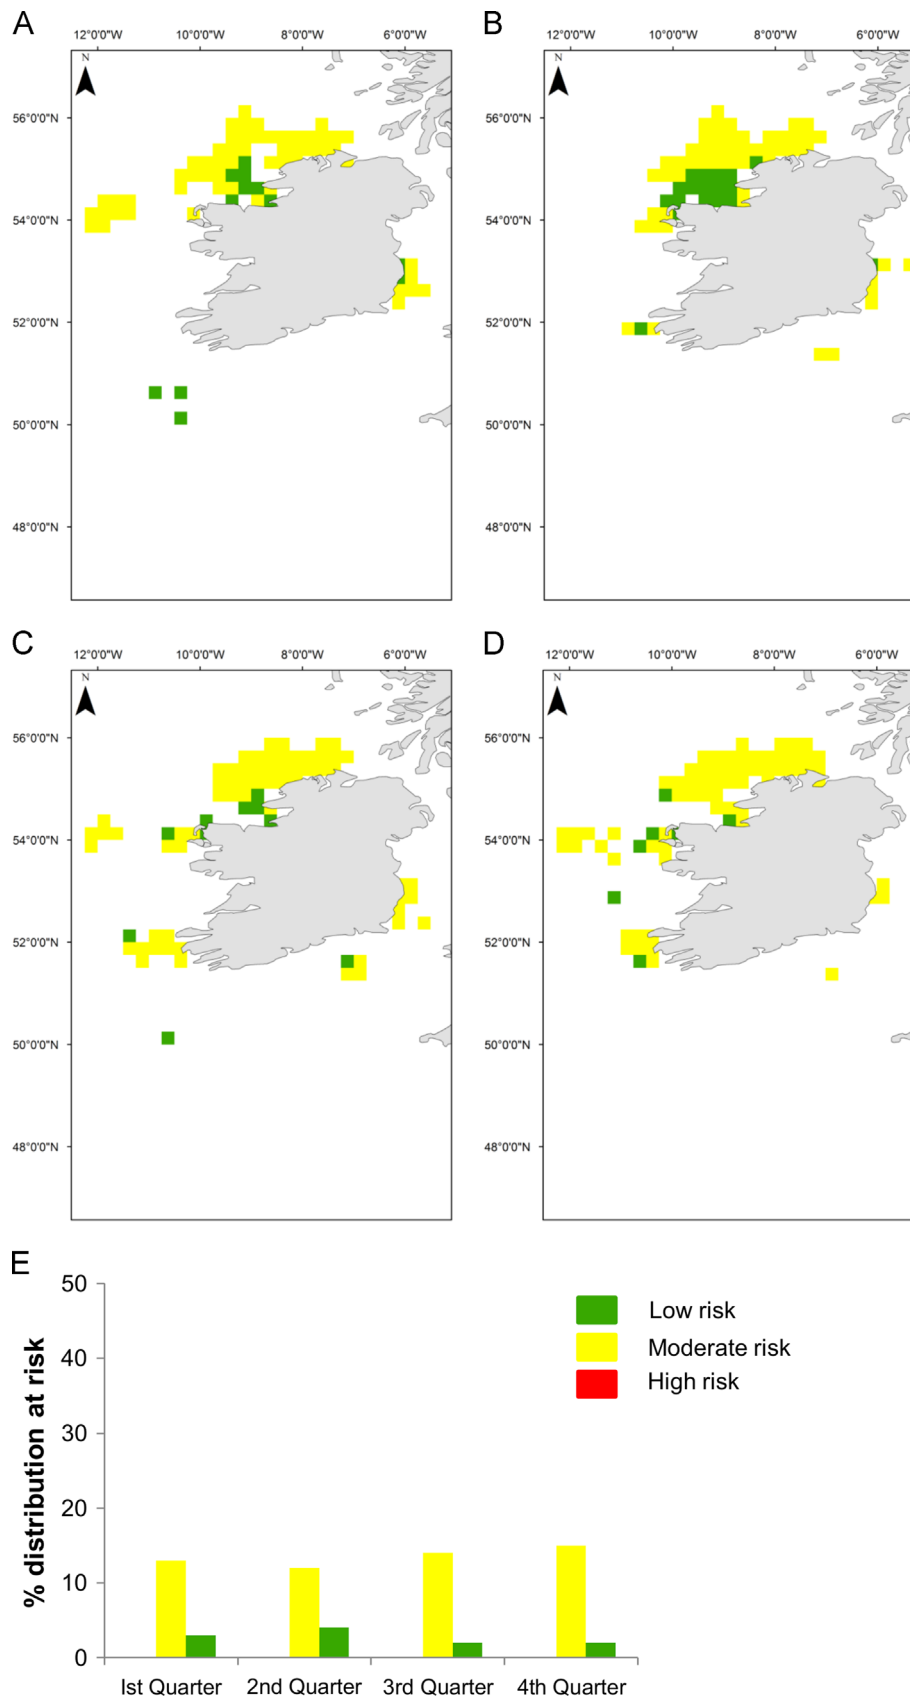 A
B
12°0'0"W 10°0'0"W 8°0'0"W 6°0'0"W
12°0'0"W 10°0'0"W 8°0'0"W 6°0'0"W
N
N
56°0'0"N
56°0'0"N
54°0'0"N
54°0'0"N
52°0'0"N
52°0'0"N
50°0'0"N
50°0'0"N
48°0'0"N
48°0'0"N
C
D
12°0'0"W 10°0'0"W 8°0'0"W 6°0'0"W
12°0'0"W 10°0'0"W 8°0'0"W 6°0'0"W
N
N
56°0'0"N
56°0'0"N
54°0'0"N
54°0'0"N
52°0'0"N
52°0'0"N
50°0'0"N
50°0'0"N
48°0'0"N
48°0'0"N
E
% distribution at risk
50
40
30
20
10
0
Low risk
Moderate risk
High risk
Ist Quarter 2nd Quarter 3rd Quarter 4th Quarter